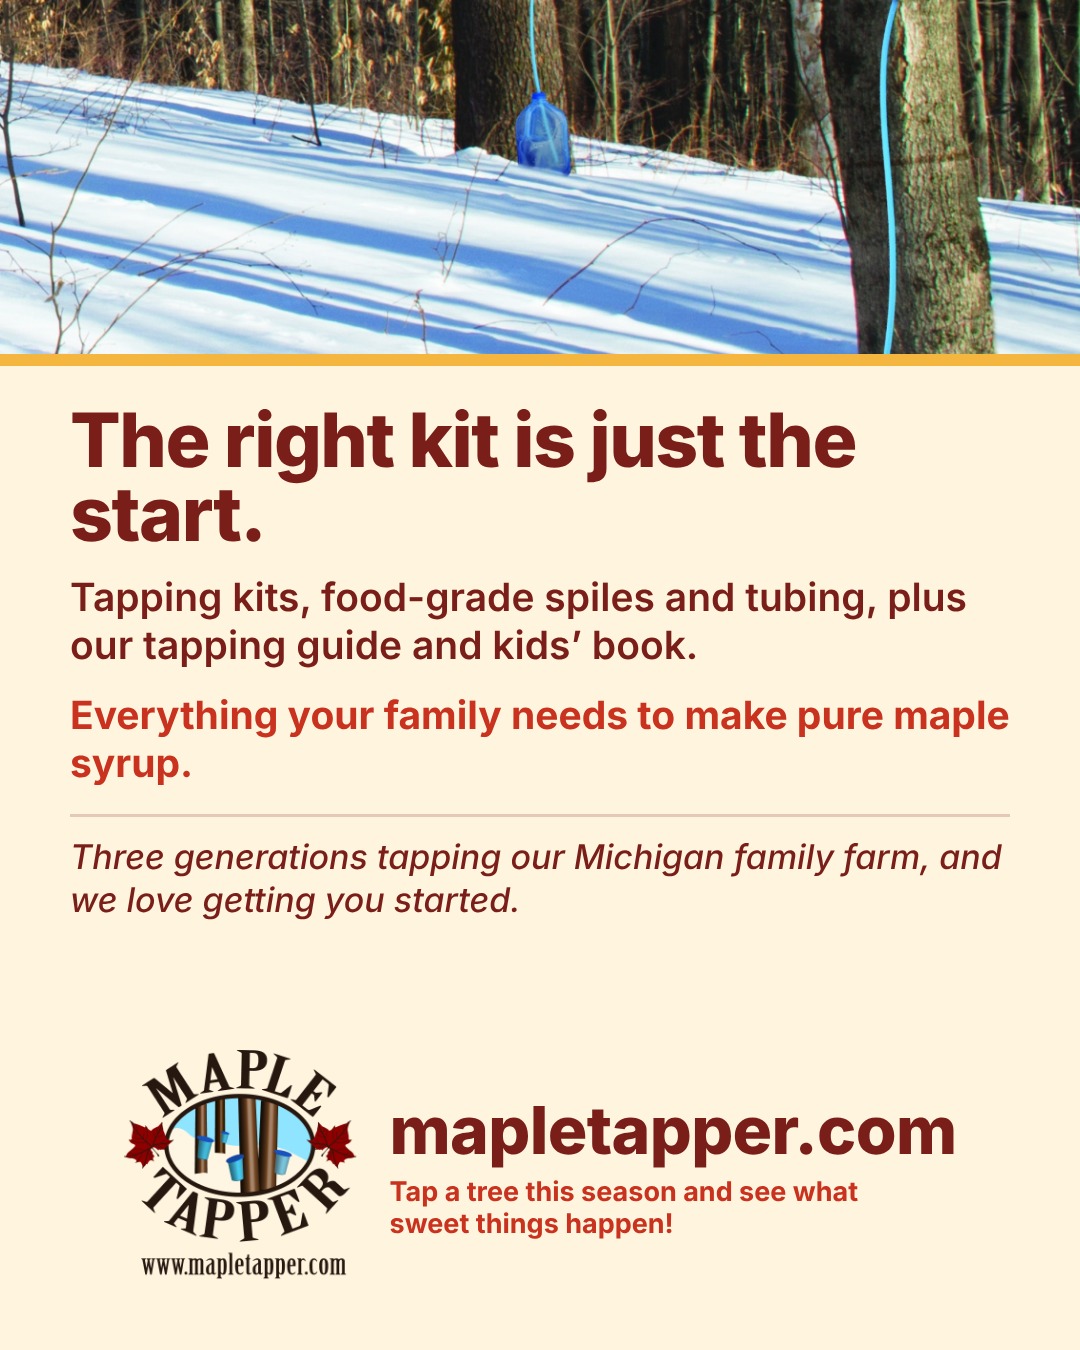 The right kit is just the
start.
Tapping kits, food-grade spiles and tubing, plus
our tapping guide and kids’ book.
Everything your family needs to make pure maple
syrup.
Three generations tapping our Michigan family farm, and
we love getting you started.
MAPLE
TAPPER
www.mapletapper.com
mapletapper.com
Tap a tree this season and see what
sweet things happen!